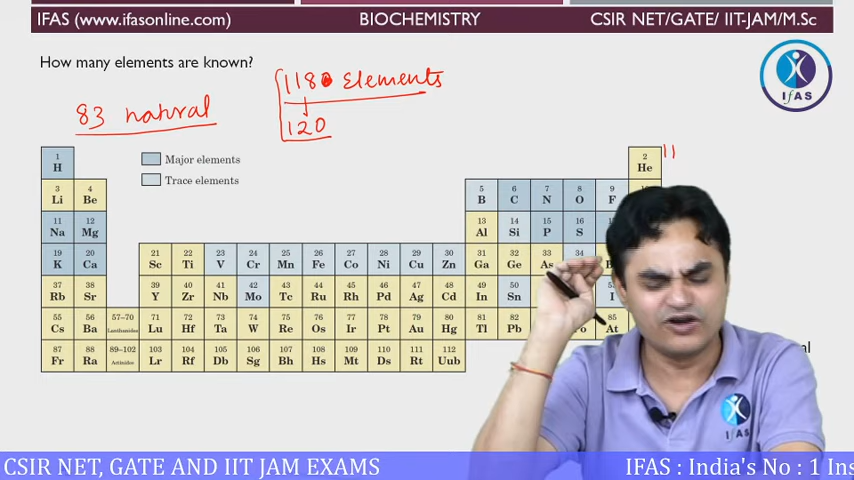 IFAS (www.ifasonline.com) BIOCHEMISTRY CSIR NET/GATE/ IIT-JAM/M.Sc
How many elements are known?
118 Elements
83 natural
120
IFAS
1 2 11
H Major elements He
Trace elements
3 4 5 6 7 8 9
Li Be B C N O F
11 12 13 14 15 16
Na Mg Al Si P S
19 20 21 22 23 24 25 26 27 28 29 30 31 32 33 34
K Ca Sc Ti V Cr Mn Fe Co Ni Cu Zn Ga Ge As
37 38 39 40 41 42 43 44 45 46 47 48 49 50 53
Rb Sr Y Zr Nb Mo Tc Ru Rh Pd Ag Cd In Sn I
55 56 57–70 71 72 73 74 75 76 77 78 79 80 81 82 85
Cs Ba Lanthanides Lu Hf Ta W Re Os Ir Pt Au Hg Tl Pb At
87 88 89–102 103 104 105 106 107 108 109 110 111 112
Fr Ra Actinides Lr Rf Db Sg Bh Hs Mt Ds Rt Uub
IFAS
CSIR NET, GATE AND IIT JAM EXAMS IFAS : India's No : 1 Ins